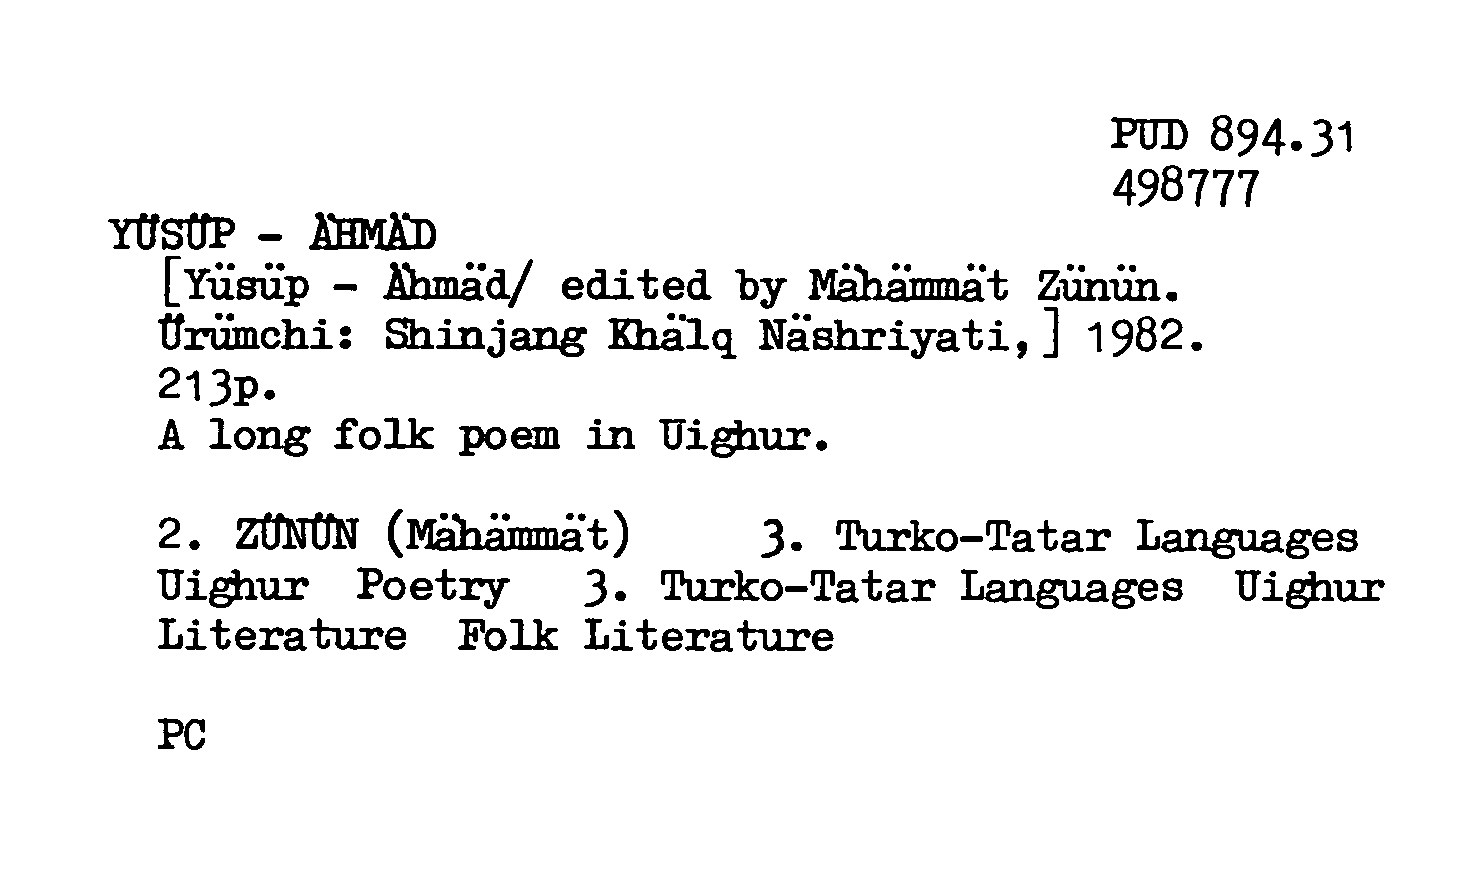 PUD 894.31
498777
YÜSÜP - ÄHMÄD
[Yüsüp - Ähmäd/ edited by Mähämmät Zünün.
Ürümchi: Shinjang Khälq Näshriyati,] 1982.
213p.
A long folk poem in Uighur.
2. ZÜNÜN (Mähämmät) 3. Turko-Tatar Languages
Uighur Poetry 3. Turko-Tatar Languages Uighur
Literature Folk Literature
PC